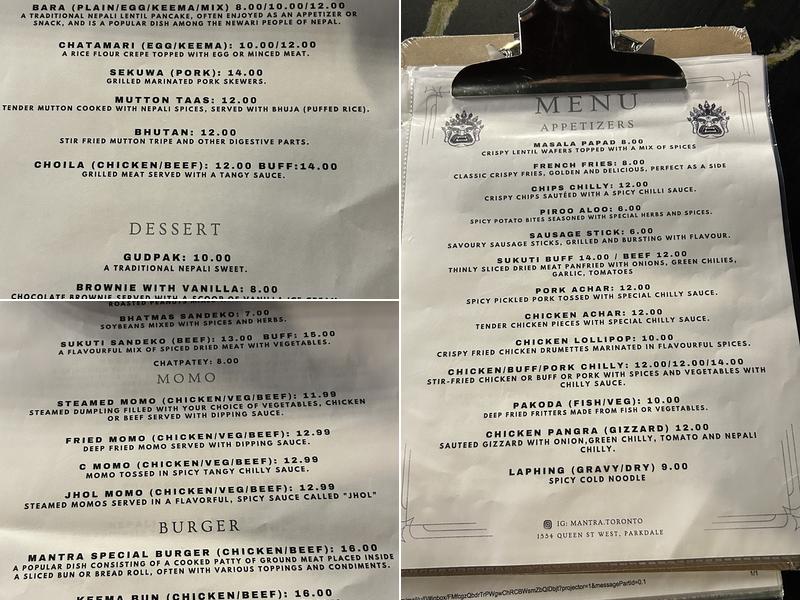 BARA (PLAIN/EGG/KEEMA/MIX) 8.00/10.00/12.00
A TRADITIONAL NEPALI LENTIL PANCAKE, OFTEN ENJOYED AS AN APPETIZER OR
SNACK, AND IS A POPULAR DISH AMONG THE NEWARI PEOPLE OF NEPAL.
CHATAMARI (EGG/KEEMA): 10.00/12.00
A RICE FLOUR CREPE TOPPED WITH EGG OR MINCED MEAT.
SEKUWA (PORK): 14.00
GRILLED MARINATED PORK SKEWERS.
MUTTON TAAS: 12.00
TENDER MUTTON COOKED WITH NEPALI SPICES, SERVED WITH BHUJA (PUFFED RICE).
BHUTAN: 12.00
STIR FRIED MUTTON TRIPE AND OTHER DIGESTIVE PARTS.
CHOILA (CHICKEN/BEEF): 12.00 BUFF:14.00
GRILLED MEAT SERVED WITH A TANGY SAUCE.
DESSERT
GUDPAK: 10.00
A TRADITIONAL NEPALI SWEET.
BROWNIE WITH VANILLA: 8.00
CHOCOLATE BROWNIE SERVED WITH A SCOOP OF VANILLA ICE CREAM
ROASTED PEANUTS
BHATMAS SANDEKO: 7.00
SOYBEANS MIXED WITH SPICES AND HERBS.
SUKUTI SANDEKO (BEEF): 13.00 BUFF: 15.00
A FLAVOURFUL MIX OF SPICED DRIED MEAT WITH VEGETABLES.
CHATPATEY: 8.00
MOMO
STEAMED MOMO (CHICKEN/VEG/BEEF): 11.99
STEAMED DUMPLING FILLED WITH YOUR CHOICE OF VEGETABLES, CHICKEN
OR BEEF SERVED WITH DIPPING SAUCE.
FRIED MOMO (CHICKEN/VEG/BEEF): 12.99
DEEP FRIED MOMO SERVED WITH DIPPING SAUCE.
C MOMO (CHICKEN/VEG/BEEF): 12.99
MOMO TOSSED IN SPICY TANGY CHILLY SAUCE.
JHOL MOMO (CHICKEN/VEG/BEEF): 12.99
STEAMED MOMOS SERVED IN A FLAVORFUL, SPICY SAUCE CALLED "JHOL"
BURGER
MANTRA SPECIAL BURGER (CHICKEN/BEEF): 16.00
A POPULAR DISH CONSISTING OF A COOKED PATTY OF GROUND MEAT PLACED INSIDE
A SLICED BUN OR BREAD ROLL, OFTEN WITH VARIOUS TOPPINGS AND CONDIMENTS.
KEEMA BUN (CHICKEN/BEEF): 16.00
MENU
APPETIZERS
MASALA PAPAD 8.00
CRISPY LENTIL WAFERS TOPPED WITH A MIX OF SPICES
FRENCH FRIES: 8.00
CLASSIC CRISPY FRIES, GOLDEN AND DELICIOUS, PERFECT AS A SIDE
CHIPS CHILLY: 12.00
CRISPY CHIPS SAUTÉED WITH A SPICY CHILLI SAUCE.
PIROO ALOO: 6.00
SPICY POTATO BITES SEASONED WITH SPECIAL HERBS AND SPICES.
SAUSAGE STICK: 6.00
SAVOURY SAUSAGE STICKS, GRILLED AND BURSTING WITH FLAVOUR.
SUKUTI BUFF 14.00 / BEEF 12.00
THINLY SLICED DRIED MEAT PANFRIED WITH ONIONS, GREEN CHILIES,
GARLIC, TOMATOES
PORK ACHAR: 12.00
SPICY PICKLED PORK TOSSED WITH SPECIAL CHILLY SAUCE.
CHICKEN ACHAR: 12.00
TENDER CHICKEN PIECES WITH SPECIAL CHILLY SAUCE.
CHICKEN LOLLIPOP: 10.00
CRISPY FRIED CHICKEN DRUMETTES MARINATED IN FLAVOURFUL SPICES.
CHICKEN/BUFF/PORK CHILLY: 12.00/12.00/14.00
STIR-FRIED CHICKEN OR BUFF OR PORK WITH SPICES AND VEGETABLES WITH
CHILLY SAUCE.
PAKODA (FISH/VEG): 10.00
DEEP FRIED FRITTERS MADE FROM FISH OR VEGETABLES.
CHICKEN PANGRA (GIZZARD) 12.00
SAUTEED GIZZARD WITH ONION,GREEN CHILLY, TOMATO AND NEPALI
CHILLY.
LAPHING (GRAVY/DRY) 9.00
SPICY COLD NOODLE
IG: MANTRA.TORONTO
1554 QUEEN ST WEST, PARKDALE
1/1